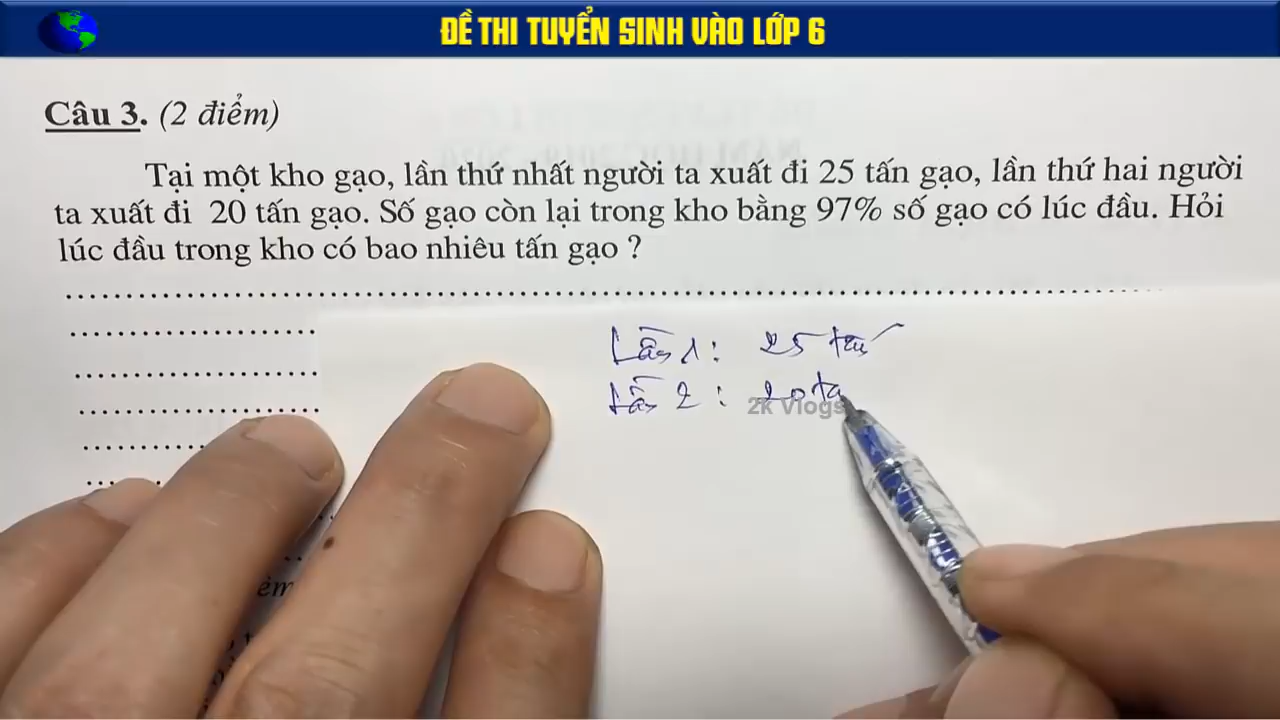 ĐỀ THI TUYỂN SINH VÀO LỚP 6
Câu 3. (2 điểm)
Tại một kho gạo, lần thứ nhất người ta xuất đi 25 tấn gạo, lần thứ hai người
ta xuất đi 20 tấn gạo. Số gạo còn lại trong kho bằng 97% số gạo có lúc đầu. Hỏi
lúc đầu trong kho có bao nhiêu tấn gạo ?
Lần 1 : 25 tấn
Lần 2 : 20 tấ
2k Vlogs